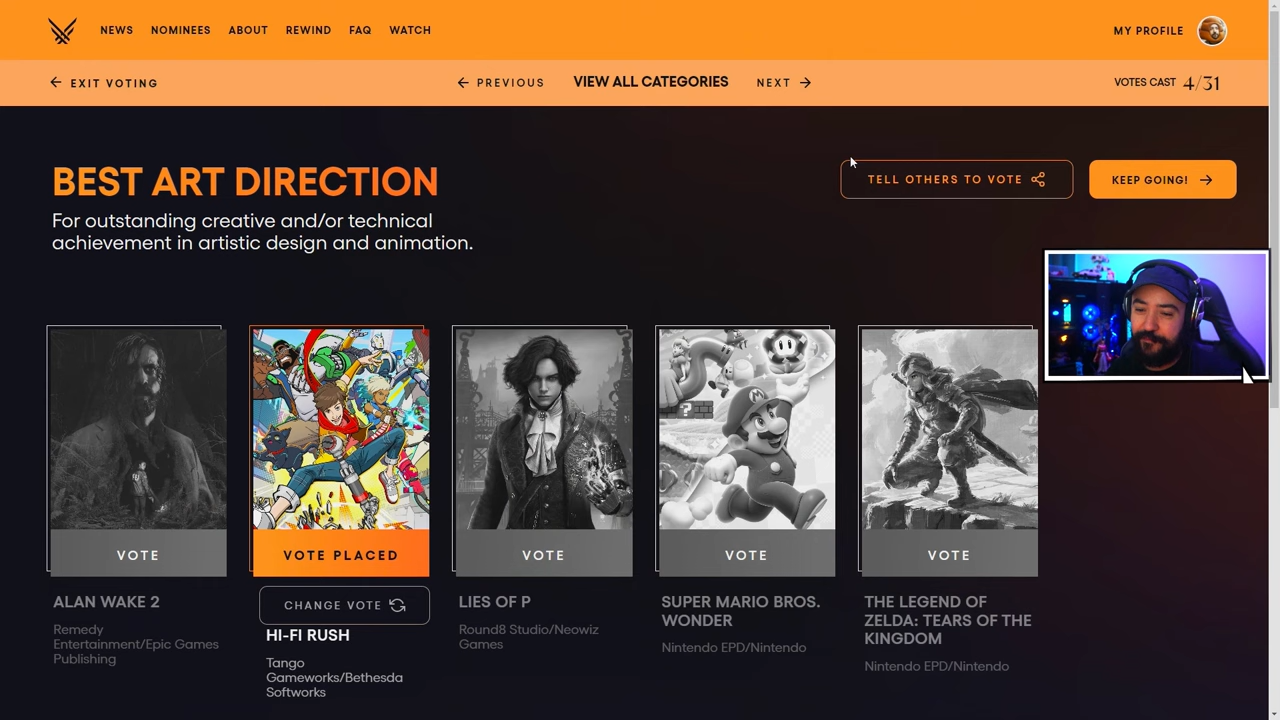 NEWS NOMINEES ABOUT REWIND FAQ WATCH MY PROFILE
EXIT VOTING PREVIOUS VIEW ALL CATEGORIES NEXT VOTES CAST 4/31
BEST ART DIRECTION
For outstanding creative and/or technical
achievement in artistic design and animation.
TELL OTHERS TO VOTE
KEEP GOING!
VOTE
ALAN WAKE 2
Remedy
Entertainment/Epic Games
Publishing
VOTE PLACED
CHANGE VOTE
HI-FI RUSH
Tango
Gameworks/Bethesda
Softworks
VOTE
LIES OF P
Round8 Studio/Neowiz
Games
?
VOTE
SUPER MARIO BROS.
WONDER
Nintendo EPD/Nintendo
VOTE
THE LEGEND OF
ZELDA: TEARS OF THE
KINGDOM
Nintendo EPD/Nintendo